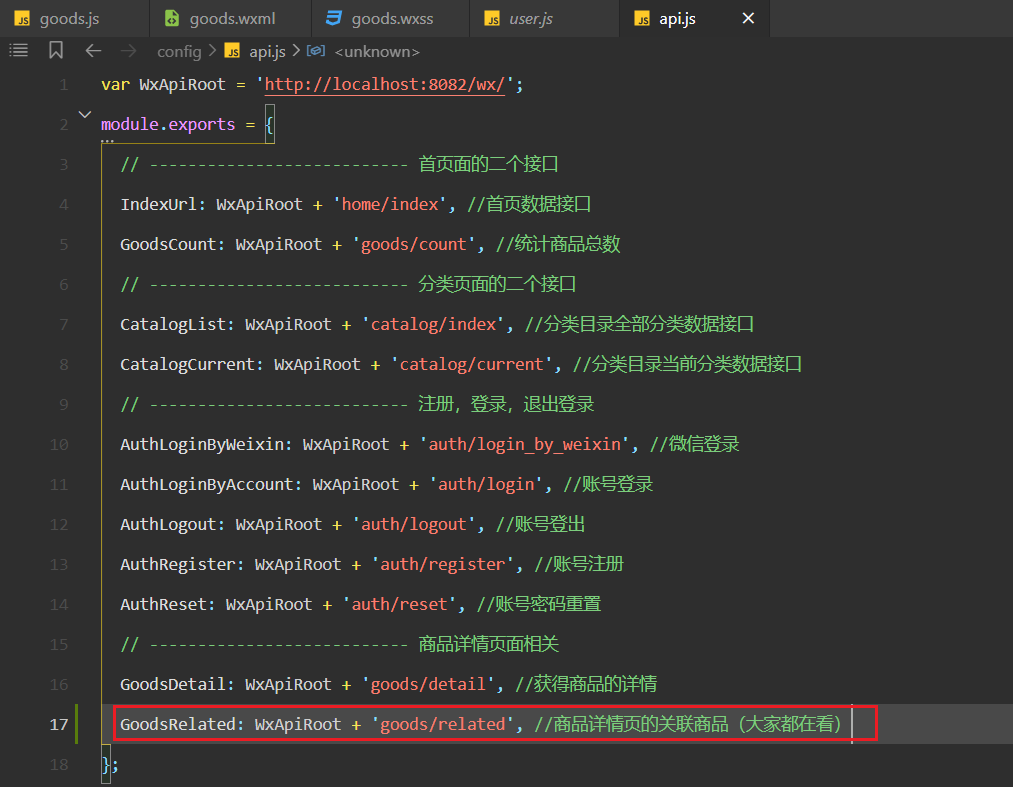 JS goods.js goods.wxml goods.wxss JS user.js JS api.js ×
config > JS api.js > <unknown>
1 var WxApiRoot = 'http://localhost:8082/wx/';
2 module.exports = {
3 // --------------------------- 首页面的二个接口
4 IndexUrl: WxApiRoot + 'home/index', //首页数据接口
5 GoodsCount: WxApiRoot + 'goods/count', //统计商品总数
6 // --------------------------- 分类页面的二个接口
7 CatalogList: WxApiRoot + 'catalog/index', //分类目录全部分类数据接口
8 CatalogCurrent: WxApiRoot + 'catalog/current', //分类目录当前分类数据接口
9 // --------------------------- 注册，登录，退出登录
10 AuthLoginByWeixin: WxApiRoot + 'auth/login_by_weixin', //微信登录
11 AuthLoginByAccount: WxApiRoot + 'auth/login', //账号登录
12 AuthLogout: WxApiRoot + 'auth/logout', //账号登出
13 AuthRegister: WxApiRoot + 'auth/register', //账号注册
14 AuthReset: WxApiRoot + 'auth/reset', //账号密码重置
15 // --------------------------- 商品详情页面相关
16 GoodsDetail: WxApiRoot + 'goods/detail', //获得商品的详情
17 GoodsRelated: WxApiRoot + 'goods/related', //商品详情页的关联商品（大家都在看）
18 };